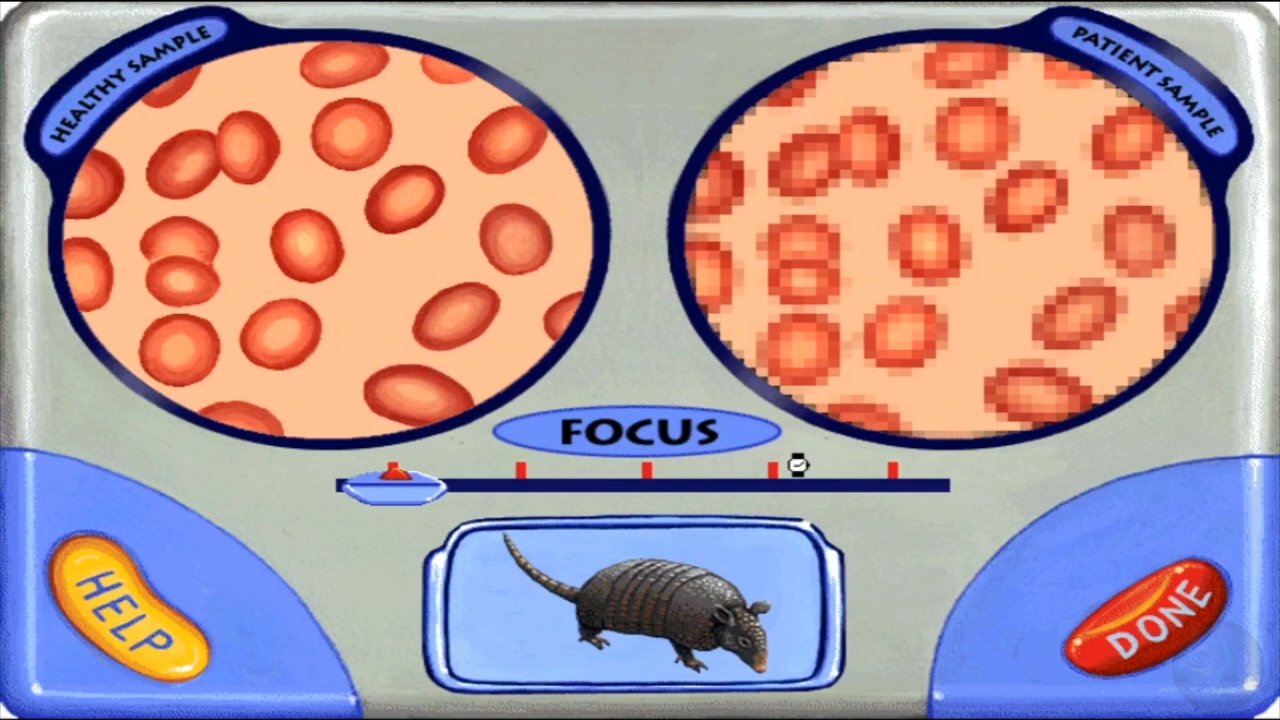 HEALTHY SAMPLE
PATIENT SAMPLE
FOCUS
HELP
DONE